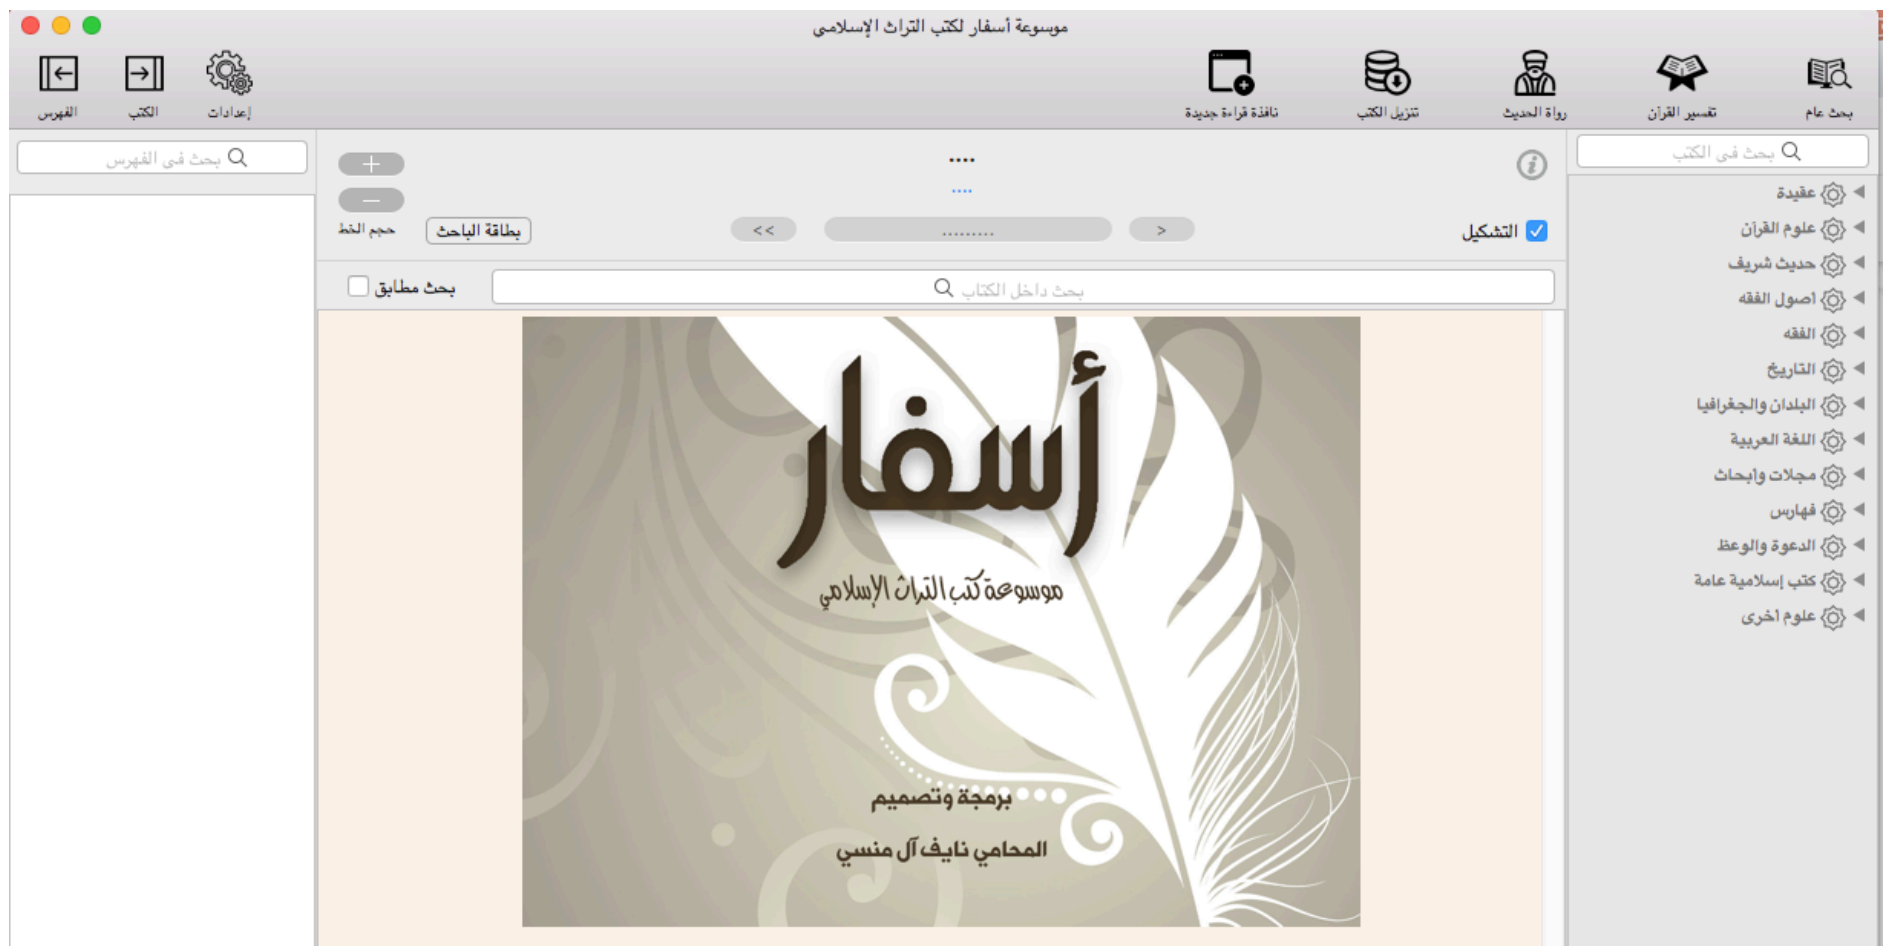 موسوعة أسفار لكتب التراث الإسلامي
بحث عام
تفسير القرآن
رواة الحديث
تنزيل الكتب
نافذة قراءة جديدة
إعدادات
الكتب
الفهرس
بحث في الكتب
عقيدة
علوم القرآن
حديث شريف
أصول الفقه
الفقه
التاريخ
البلدان والجغرافيا
اللغة العربية
مجلات وأبحاث
فهارس
الدعوة والوعظ
كتب إسلامية عامة
علوم أخرى
....
....
التشكيل
>
.........
<<
بطاقة الباحث
+
−
حجم الخط
بحث داخل الكتاب
بحث مطابق
أسفار
موسوعة كتب التراث الإسلامي
برمجة وتصميم
المحامي نايف آل منسي
بحث في الفهرس